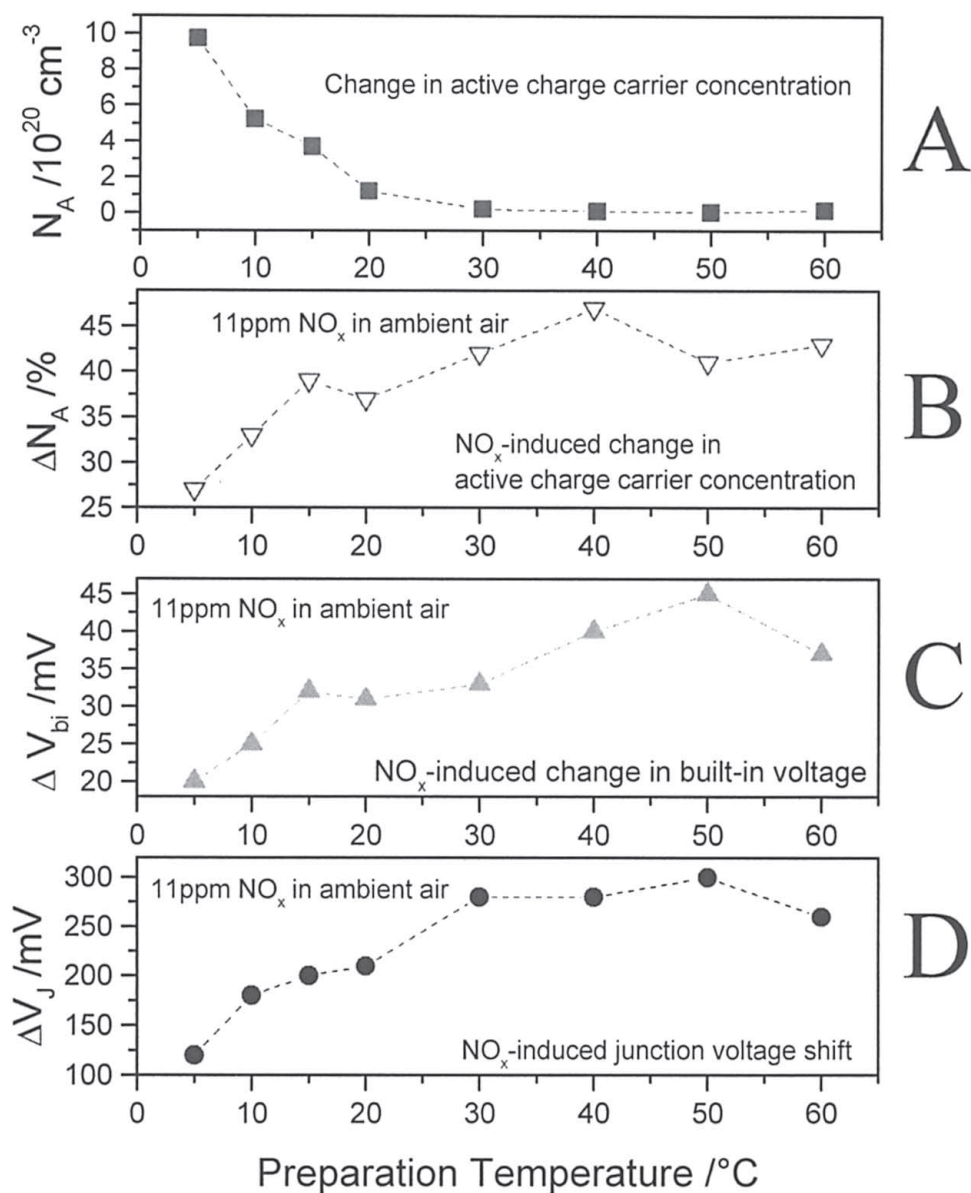 10
8
6
4
2
0
N_A /10^20 cm^-3
Change in active charge carrier concentration
A
0 10 20 30 40 50 60
45
40
35
30
25
ΔN_A /%
11ppm NO_x in ambient air
NO_x-induced change in
active charge carrier concentration
B
0 10 20 30 40 50 60
45
40
35
30
25
20
Δ V_bi /mV
11ppm NO_x in ambient air
NO_x-induced change in built-in voltage
C
0 10 20 30 40 50 60
300
250
200
150
100
ΔV_J /mV
11ppm NO_x in ambient air
NO_x-induced junction voltage shift
D
0 10 20 30 40 50 60
Preparation Temperature /°C